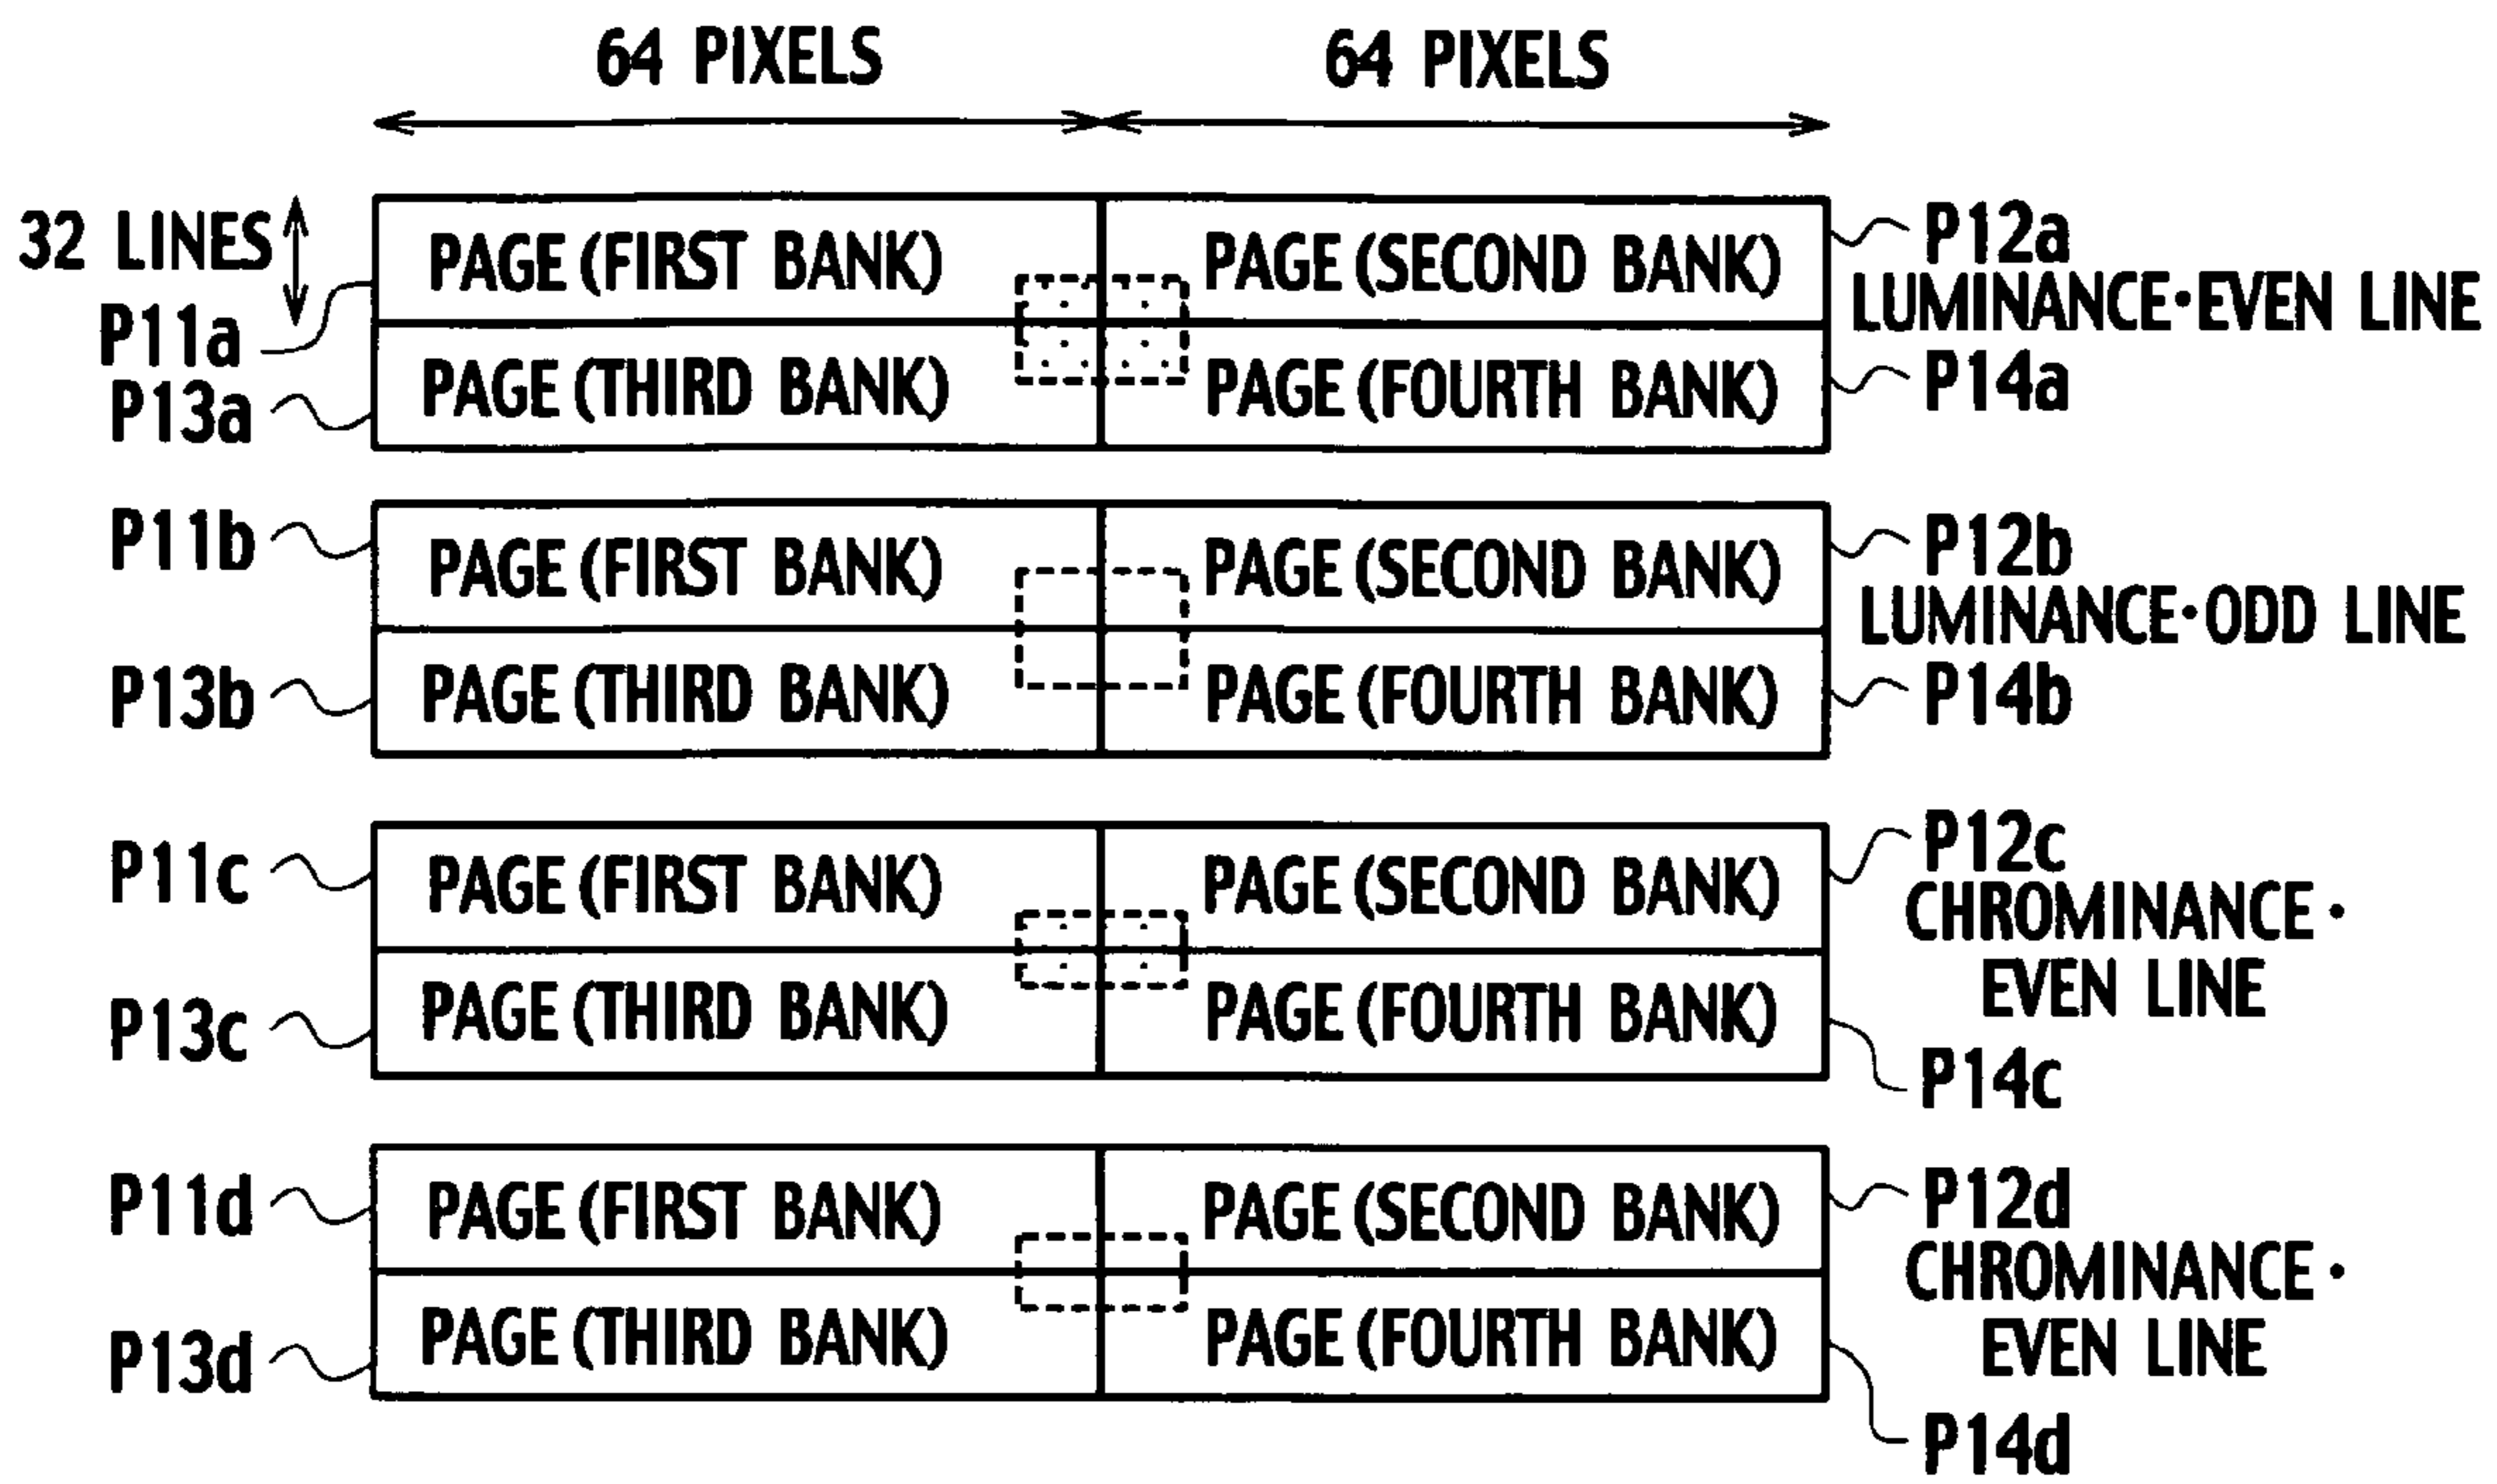 64 PIXELS 64 PIXELS
32 LINES
PAGE (FIRST BANK) PAGE (SECOND BANK) P12a
P11a LUMINANCE·EVEN LINE
P13a PAGE (THIRD BANK) PAGE (FOURTH BANK) P14a
P11b PAGE (FIRST BANK) PAGE (SECOND BANK) P12b
LUMINANCE·ODD LINE
P13b PAGE (THIRD BANK) PAGE (FOURTH BANK) P14b
P11c PAGE (FIRST BANK) PAGE (SECOND BANK) P12c
CHROMINANCE·
EVEN LINE
P13c PAGE (THIRD BANK) PAGE (FOURTH BANK) P14c
P11d PAGE (FIRST BANK) PAGE (SECOND BANK) P12d
CHROMINANCE·
EVEN LINE
P13d PAGE (THIRD BANK) PAGE (FOURTH BANK) P14d